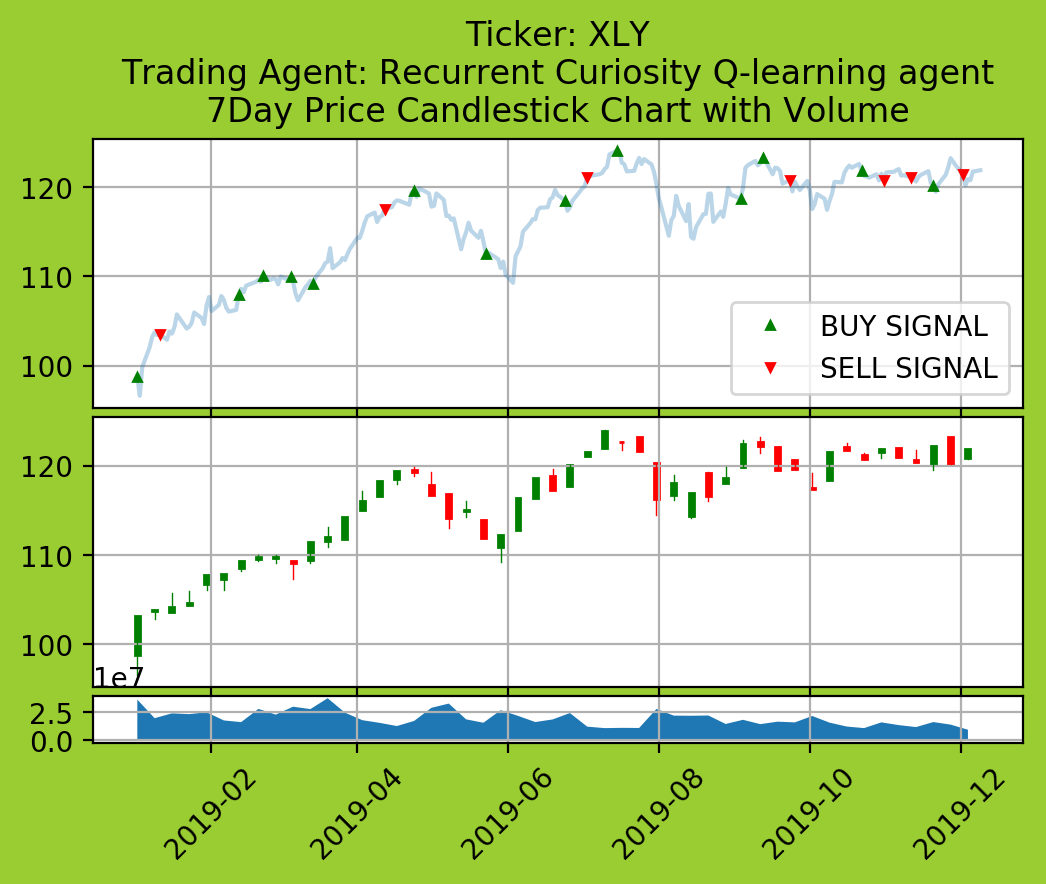 Ticker: XLY
Trading Agent: Recurrent Curiosity Q-learning agent
7Day Price Candlestick Chart with Volume
120
110
100
BUY SIGNAL
SELL SIGNAL
120
110
100
1e7
2.5
0.0
2019-02
2019-04
2019-06
2019-08
2019-10
2019-12